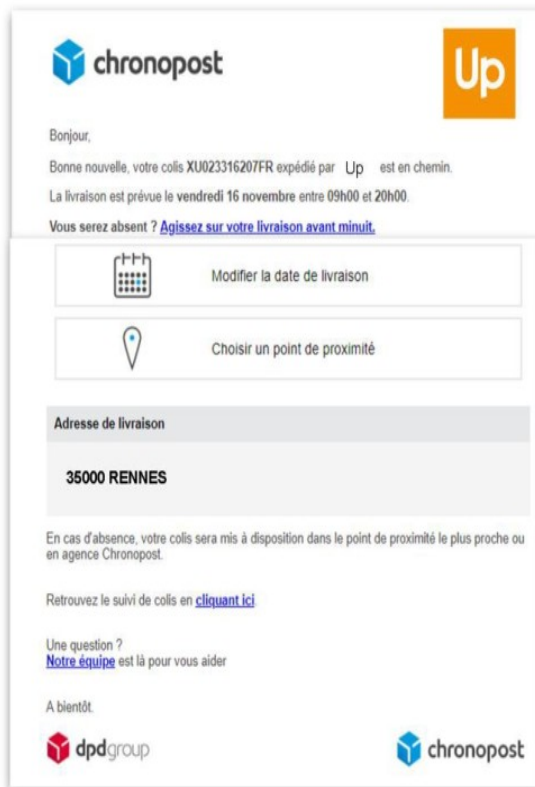 chronopost
Up
Bonjour,
Bonne nouvelle, votre colis XU023316207FR expédié par Up est en chemin.
La livraison est prévue le vendredi 16 novembre entre 09h00 et 20h00.
Vous serez absent ? Agissez sur votre livraison avant minuit.
Modifier la date de livraison
Choisir un point de proximité
Adresse de livraison
35000 RENNES
En cas d'absence, votre colis sera mis à disposition dans le point de proximité le plus proche ou
en agence Chronopost.
Retrouvez le suivi de colis en cliquant ici
Une question ?
Notre équipe est là pour vous aider
A bientôt.
dpdgroup
chronopost